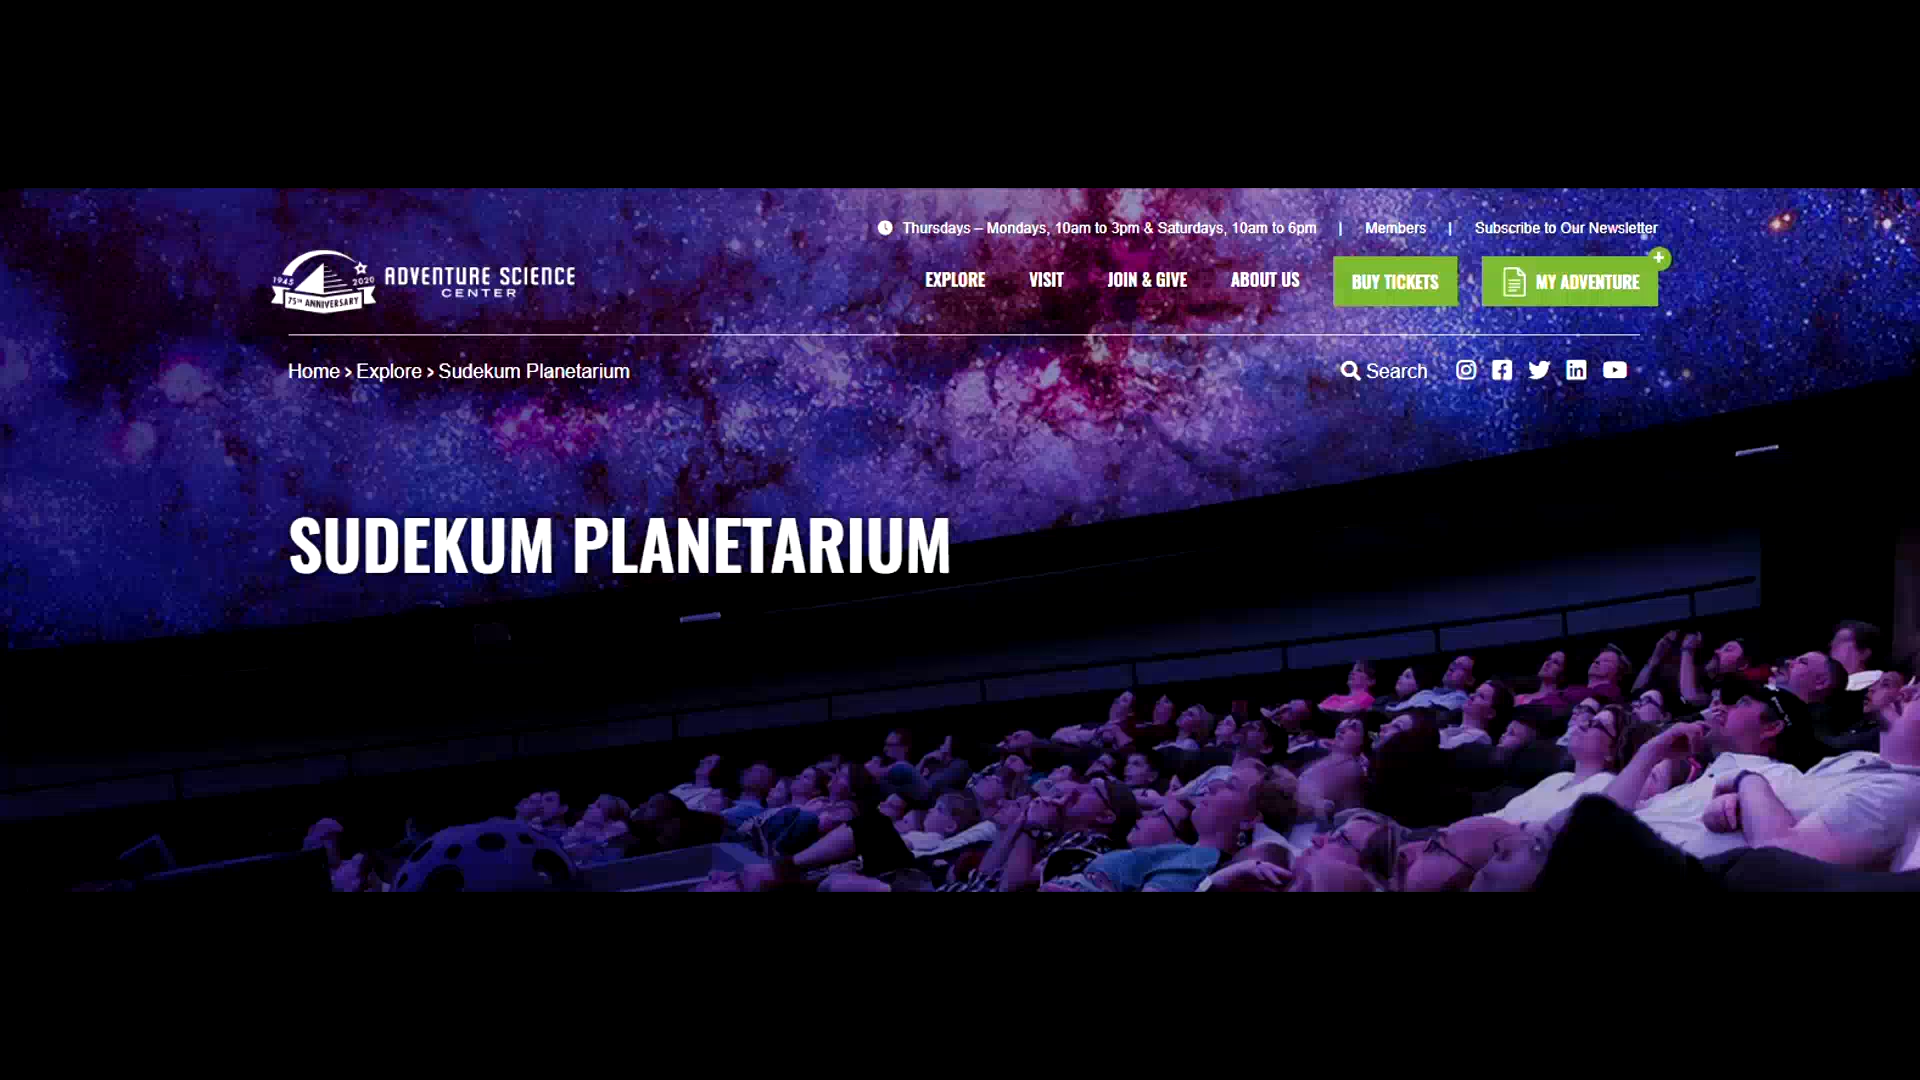 Thursdays – Mondays, 10am to 3pm & Saturdays, 10am to 6pm | Members | Subscribe to Our Newsletter
1945 2020
75TH ANNIVERSARY
ADVENTURE SCIENCE
CENTER
EXPLORE VISIT JOIN & GIVE ABOUT US BUY TICKETS MY ADVENTURE +
Home > Explore > Sudekum Planetarium
Search
SUDEKUM PLANETARIUM